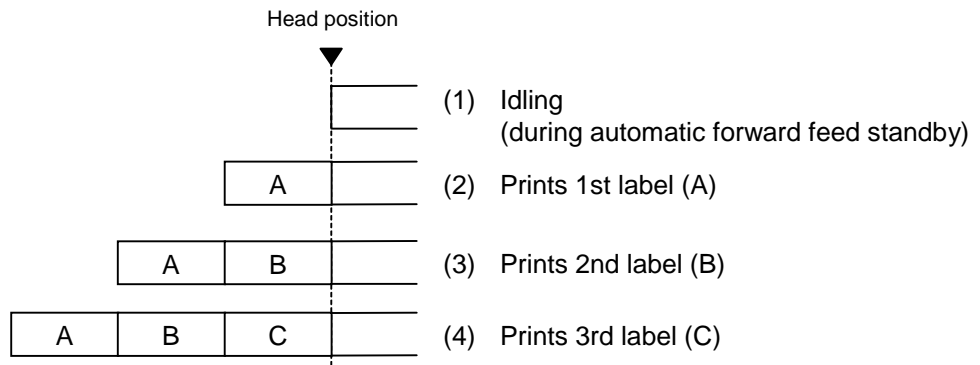 Head position
(1) Idling
(during automatic forward feed standby)
A (2) Prints 1st label (A)
A B (3) Prints 2nd label (B)
A B C (4) Prints 3rd label (C)